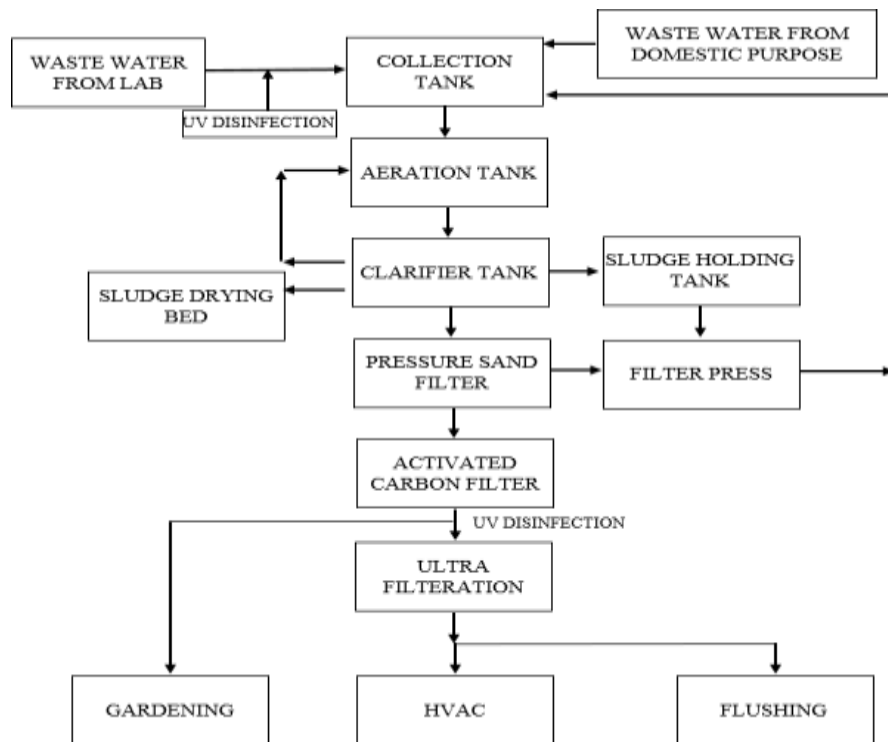 WASTE WATER
FROM LAB
COLLECTION
TANK
WASTE WATER FROM
DOMESTIC PURPOSE
UV DISINFECTION
AERATION TANK
CLARIFIER TANK
SLUDGE HOLDING
TANK
SLUDGE DRYING
BED
PRESSURE SAND
FILTER
FILTER PRESS
ACTIVATED
CARBON FILTER
UV DISINFECTION
ULTRA
FILTERATION
GARDENING
HVAC
FLUSHING